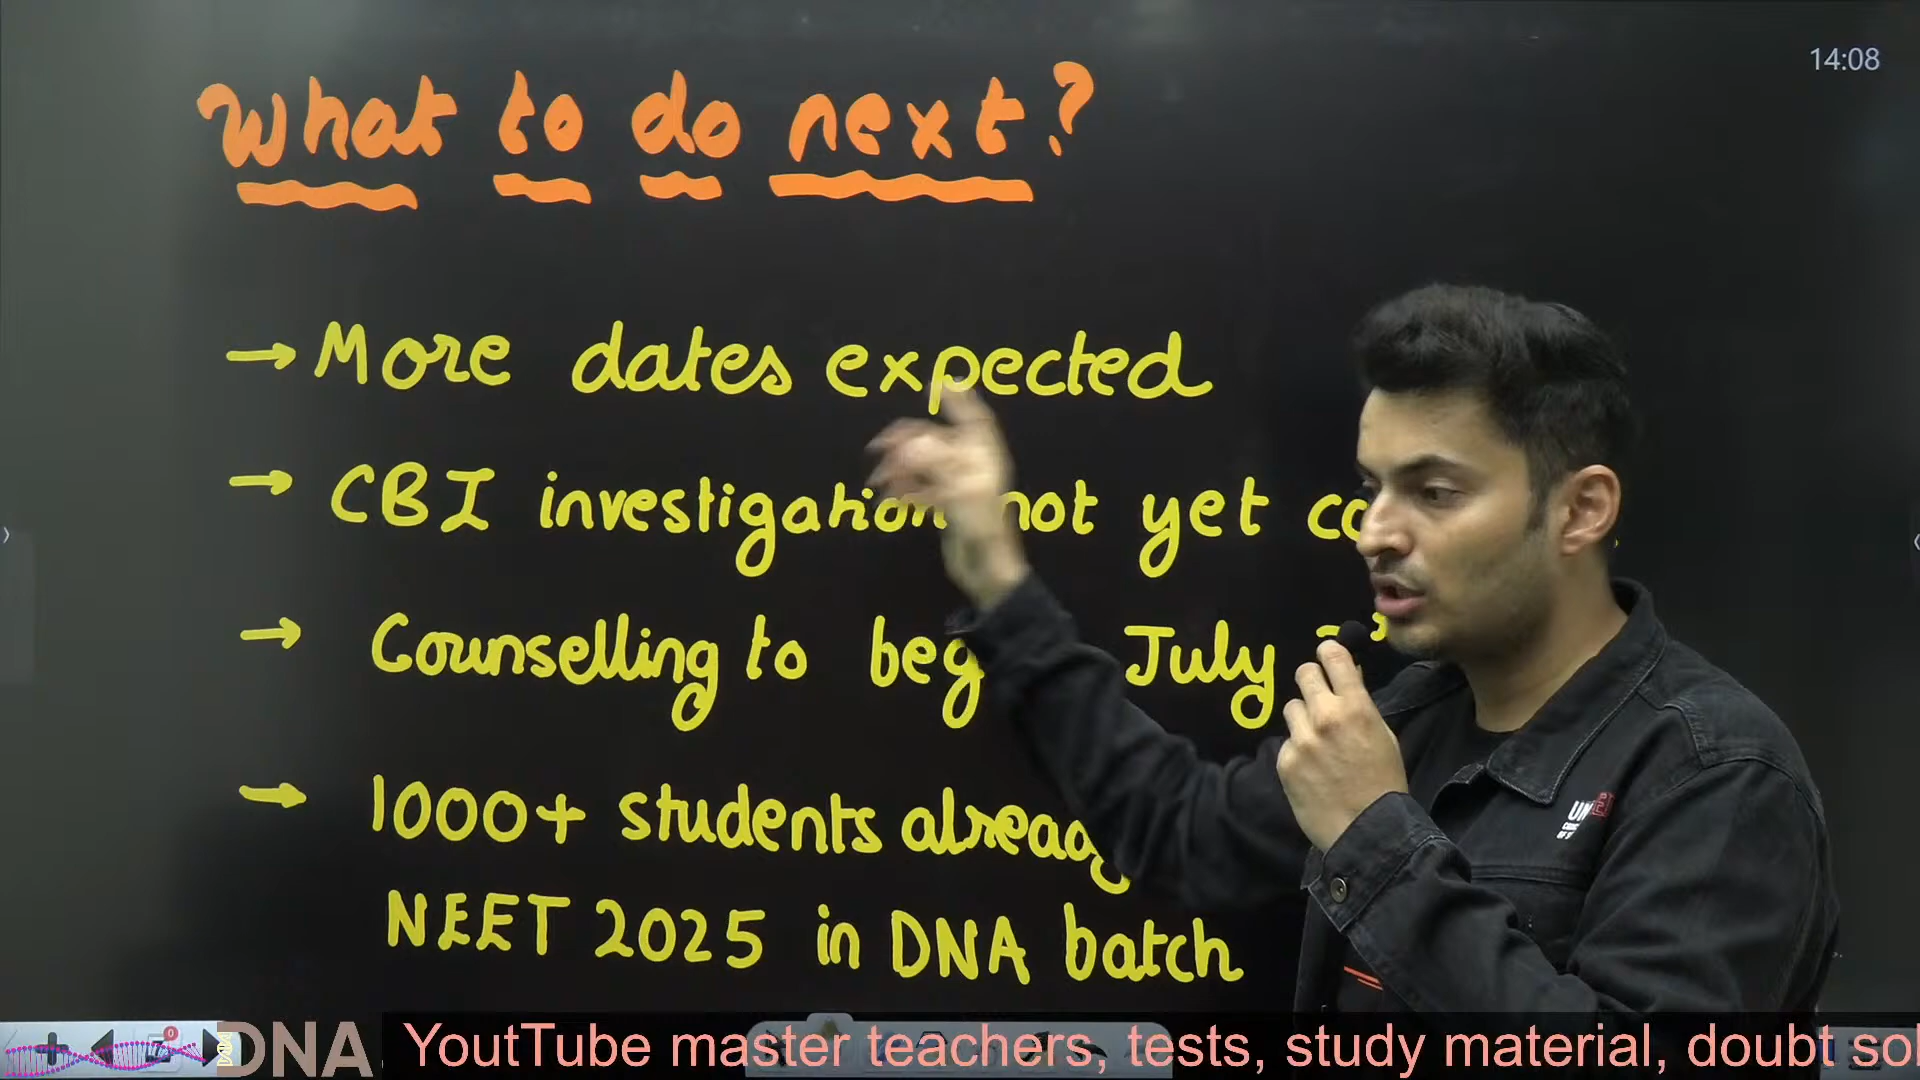 14:08
What to do next?
→ More dates expected
→ CBI investigation not yet
→ Counselling to July
→ 1000+ students
NEET 2025 in DNA batch
DNA YoutTube master teachers, tests, study material, doubt